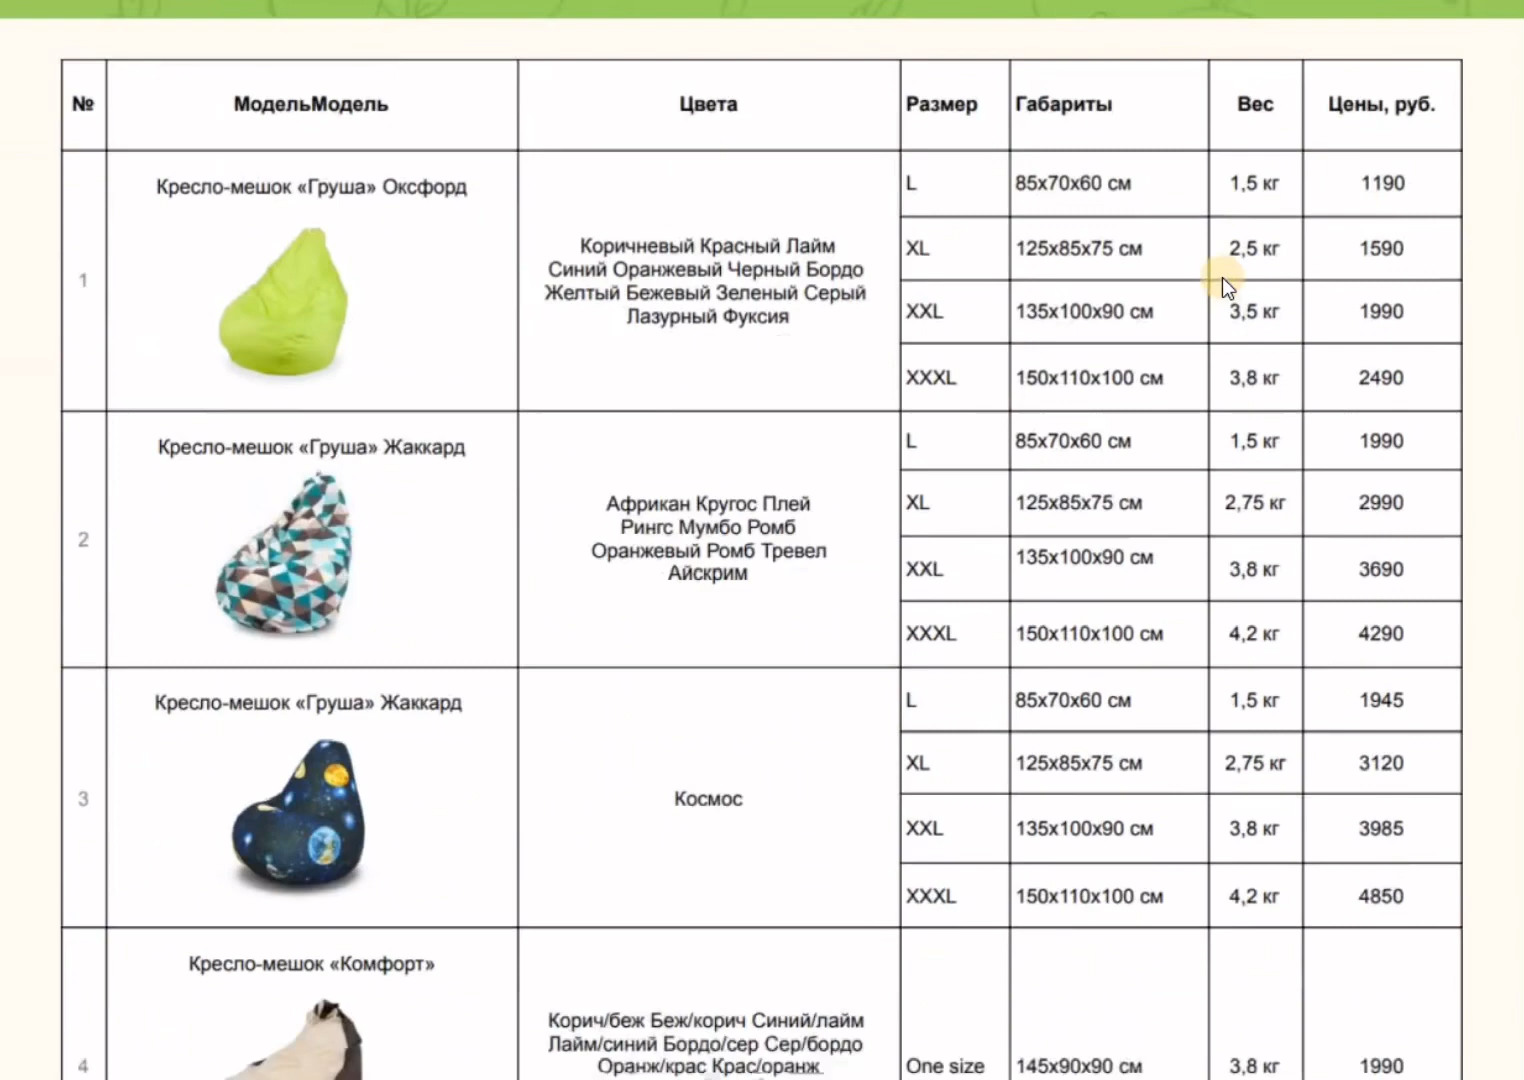 № МодельМодель Цвета Размер Габариты Вес Цены, руб.
1
Кресло-мешок «Груша» Оксфорд
Коричневый Красный Лайм
Синий Оранжевый Черный Бордо
Желтый Бежевый Зеленый Серый
Лазурный Фуксия
L 85x70x60 см 1,5 кг 1190
XL 125x85x75 см 2,5 кг 1590
XXL 135x100x90 см 3,5 кг 1990
XXXL 150x110x100 см 3,8 кг 2490
2
Кресло-мешок «Груша» Жаккард
Африкан Кругос Плей
Рингс Мумбо Ромб
Оранжевый Ромб Тревел
Айскрим
L 85x70x60 см 1,5 кг 1990
XL 125x85x75 см 2,75 кг 2990
XXL 135x100x90 см 3,8 кг 3690
XXXL 150x110x100 см 4,2 кг 4290
3
Кресло-мешок «Груша» Жаккард
Космос
L 85x70x60 см 1,5 кг 1945
XL 125x85x75 см 2,75 кг 3120
XXL 135x100x90 см 3,8 кг 3985
XXXL 150x110x100 см 4,2 кг 4850
4
Кресло-мешок «Комфорт»
Корич/беж Беж/корич Синий/лайм
Лайм/синий Бордо/сер Сер/бордо
Оранж/крас Крас/оранж
One size 145x90x90 см 3,8 кг 1990